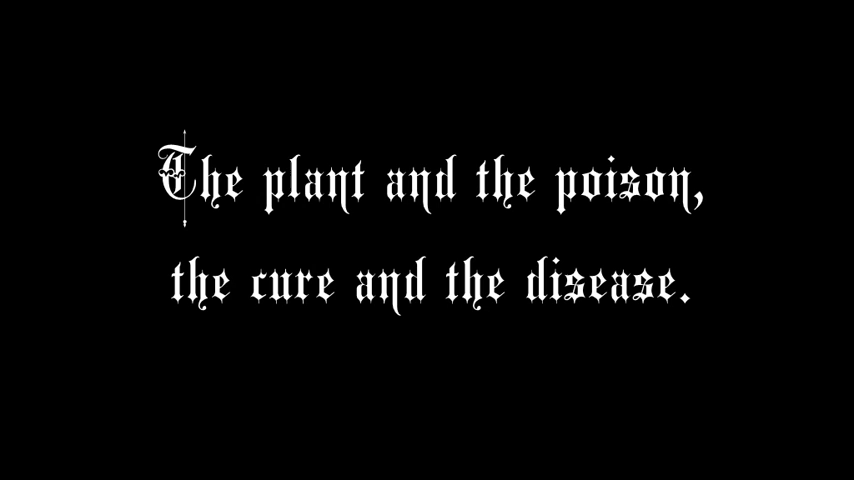 The plant and the poison,
the cure and the disease.